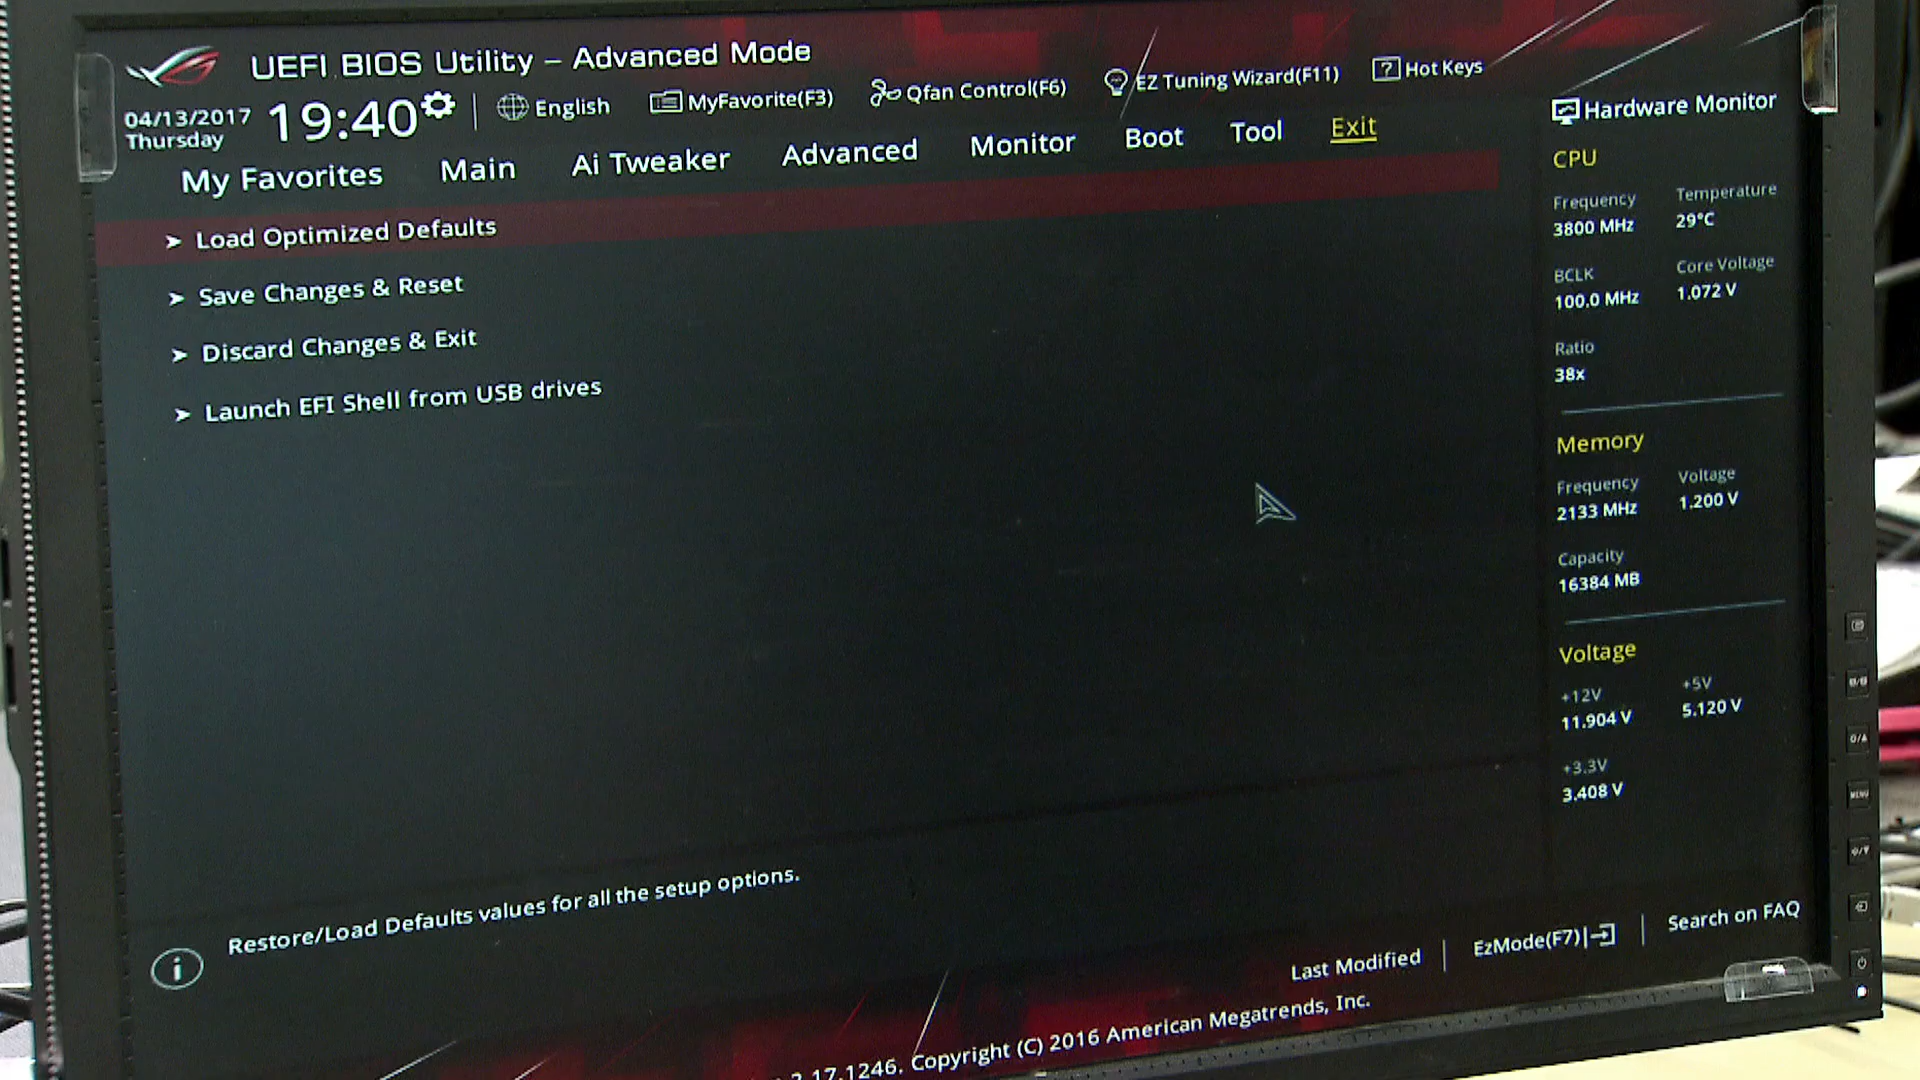 UEFI BIOS Utility – Advanced Mode
04/13/2017
Thursday
19:40
English
MyFavorite(F3)
Qfan Control(F6)
EZ Tuning Wizard(F11)
? Hot Keys
My Favorites
Main
Ai Tweaker
Advanced
Monitor
Boot
Tool
Exit
Load Optimized Defaults
Save Changes & Reset
Discard Changes & Exit
Launch EFI Shell from USB drives
Hardware Monitor
CPU
Frequency Temperature
3800 MHz 29°C
BCLK Core Voltage
100.0 MHz 1.072 V
Ratio
38x
Memory
Frequency Voltage
2133 MHz 1.200 V
Capacity
16384 MB
Voltage
+12V +5V
11.904 V 5.120 V
+3.3V
3.408 V
i Restore/Load Defaults values for all the setup options.
Last Modified
EzMode(F7)
Search on FAQ
2.17.1246. Copyright (C) 2016 American Megatrends, Inc.
MENU